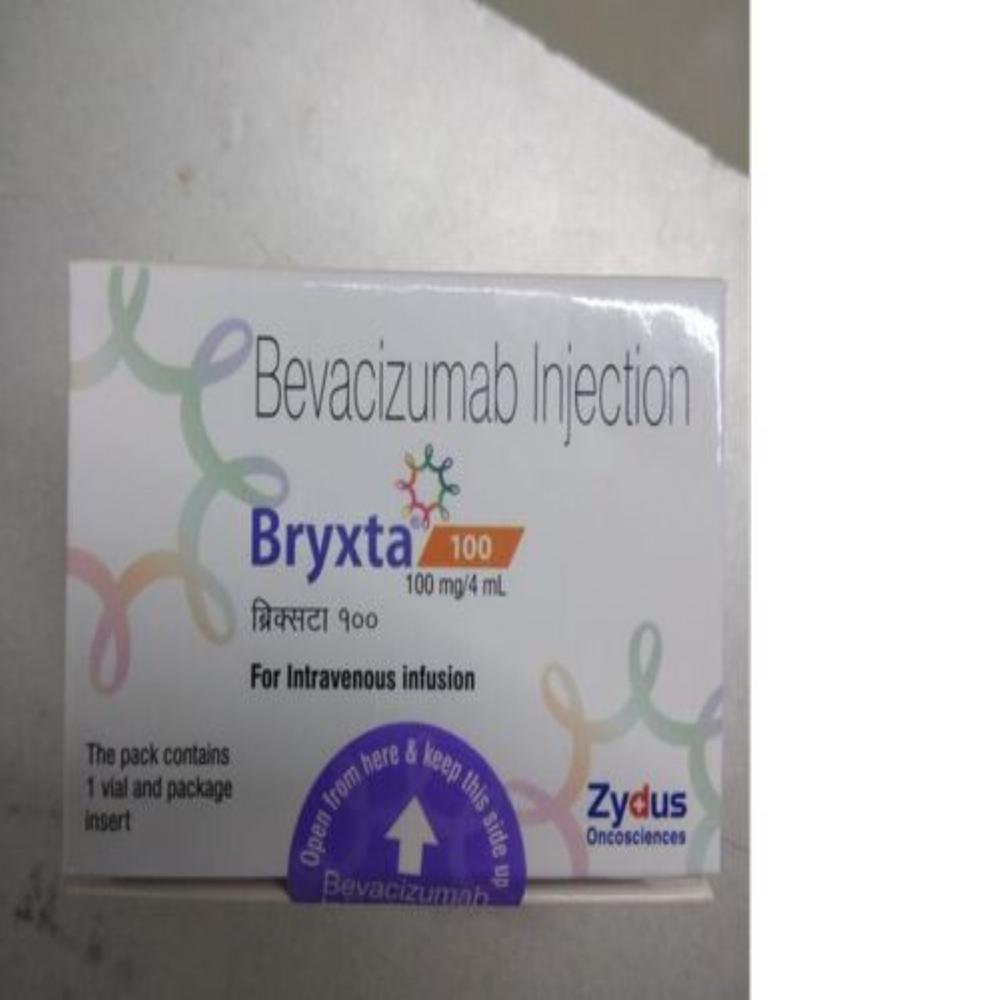 Bevacizumab Injection
Bryxta® 100
100 mg/4 mL
ब्रिक्सटा १००
For Intravenous infusion
The pack contains
1 vial and package
insert
Open from here & keep this side up
Bevacizumab
Zydus
Oncosciences